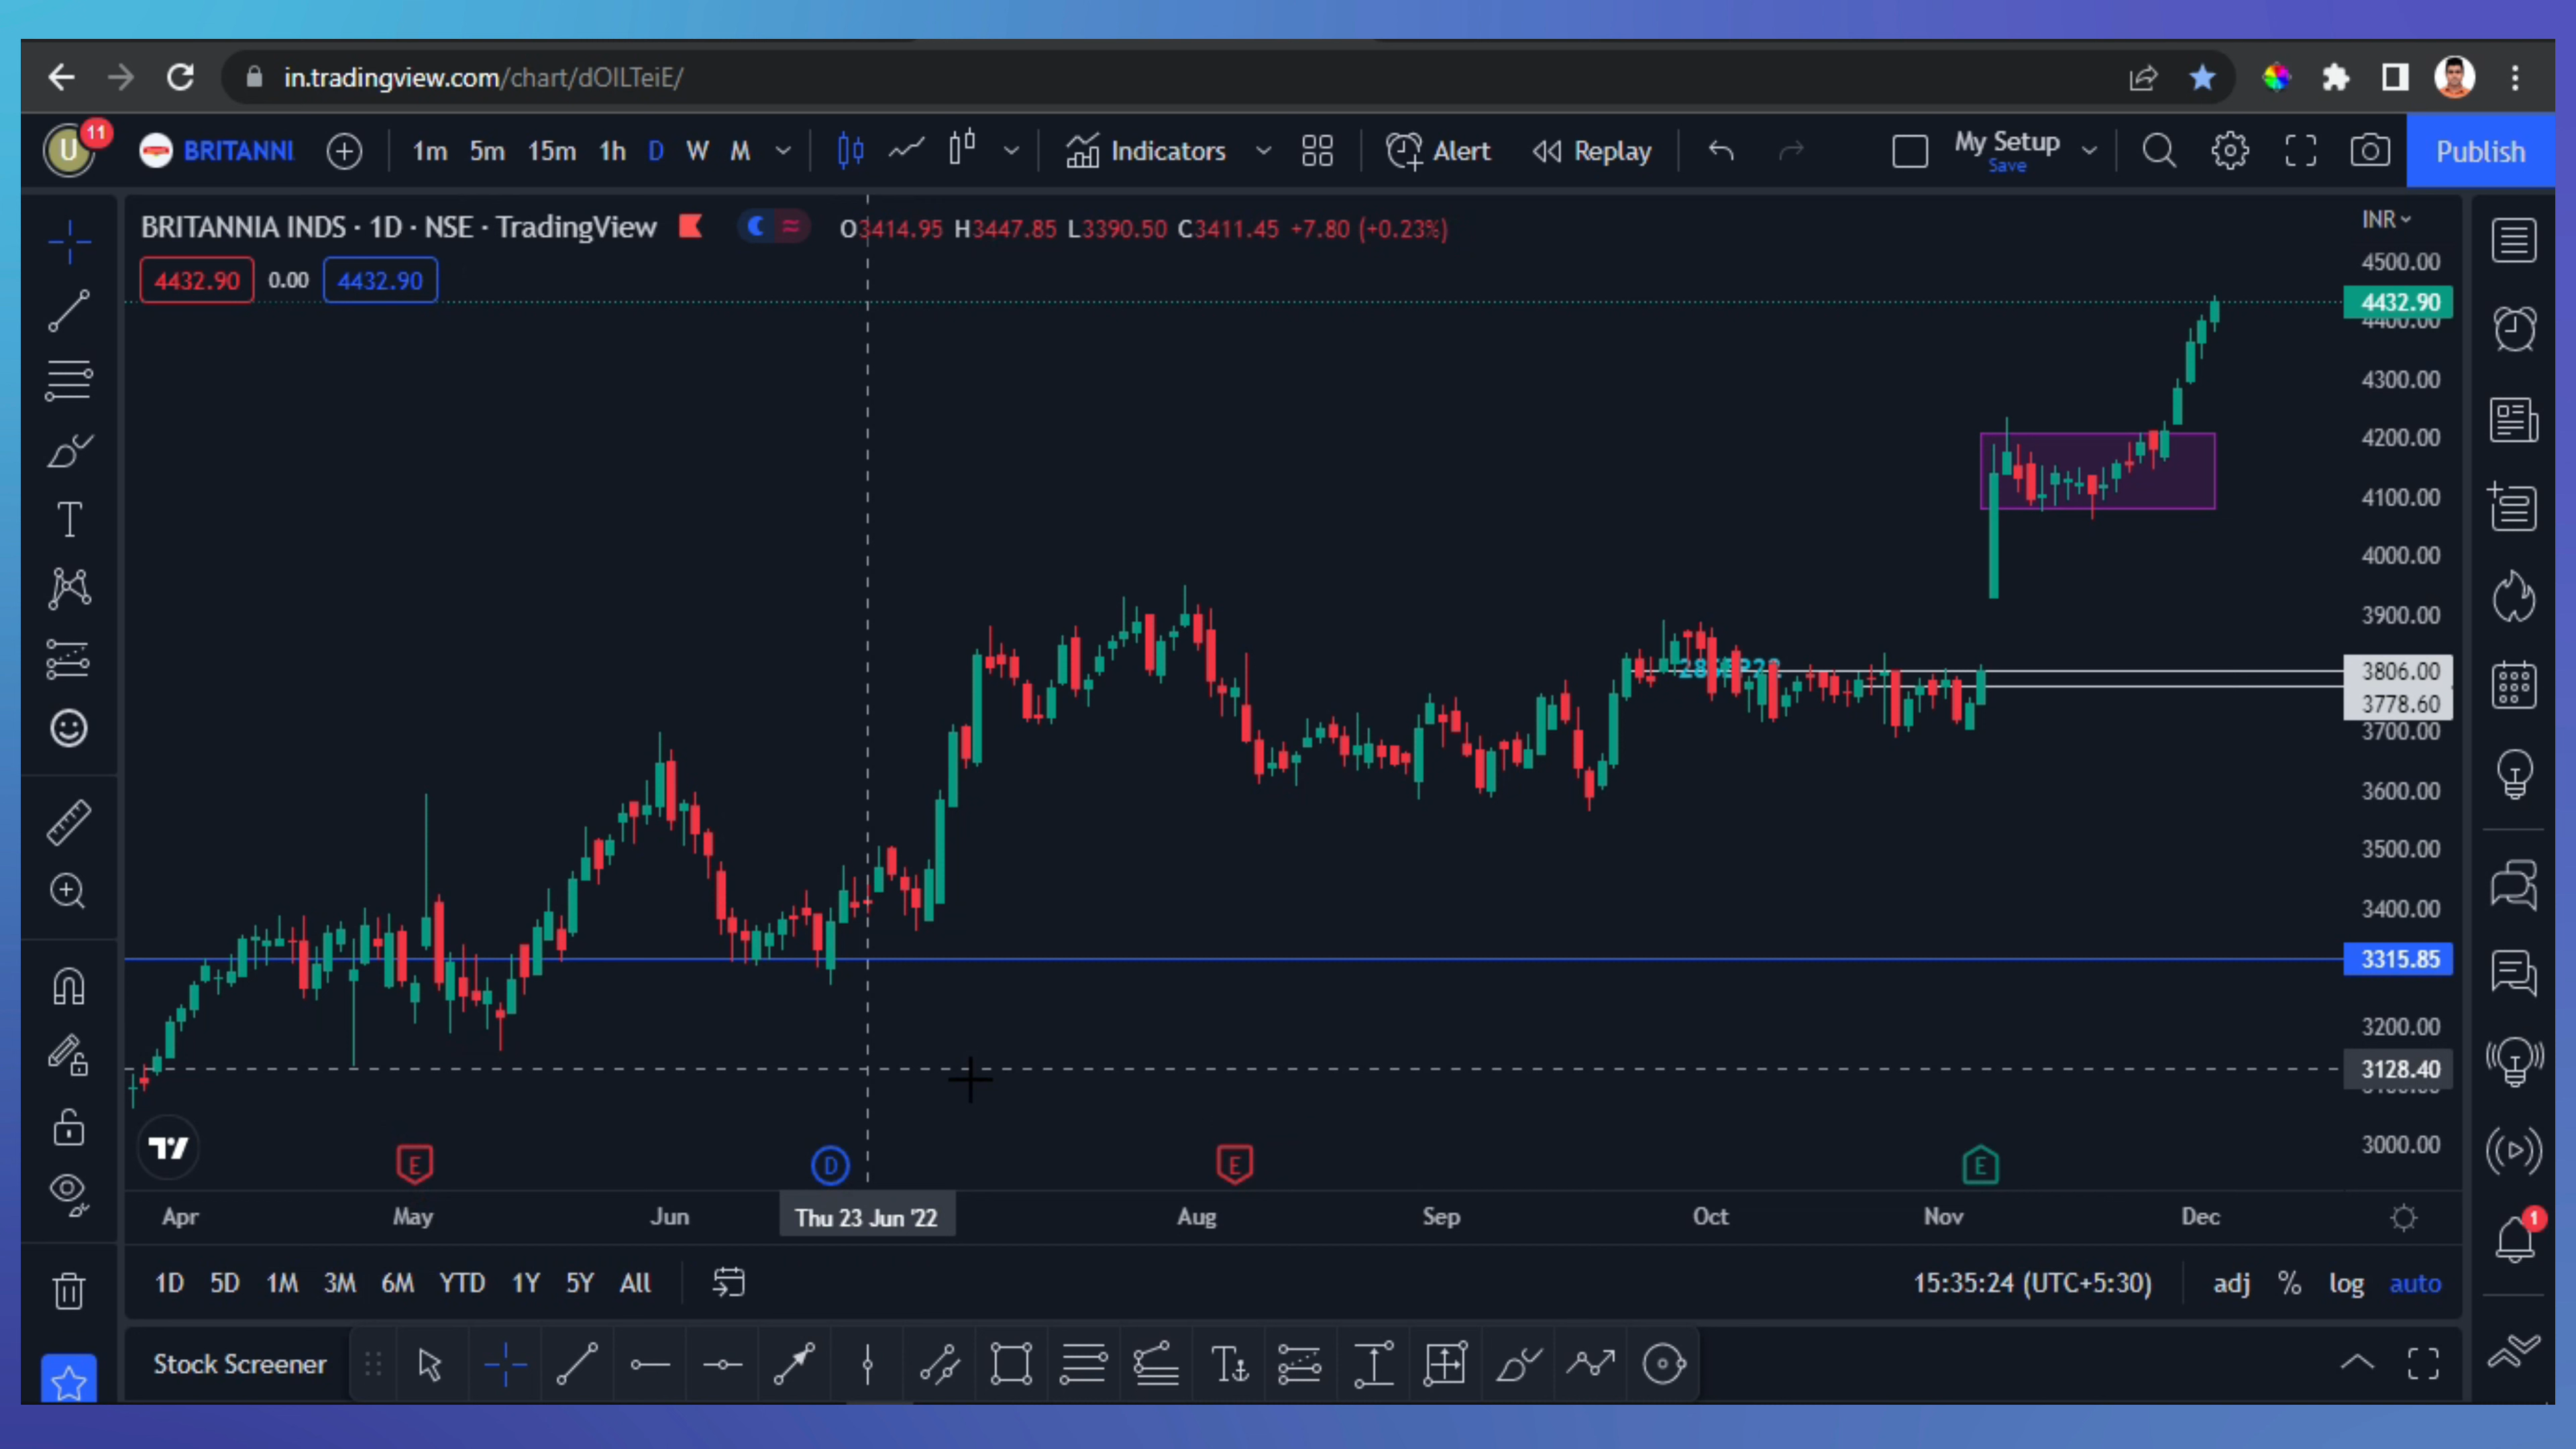 in.tradingview.com/chart/dOILTeiE/
U 11 BRITANNI 1m 5m 15m 1h D W M Indicators Alert Replay My Setup Save Publish
BRITANNIA INDS · 1D · NSE · TradingView O3414.95 H3447.85 L3390.50 C3411.45 +7.80 (+0.23%) INR
4432.90 0.00 4432.90
4500.00
4432.90
4400.00
4300.00
4200.00
4100.00
4000.00
3900.00
3806.00
3778.60
3700.00
3600.00
3500.00
3400.00
3315.85
3200.00
3128.40
3000.00
E D E E
Apr May Jun Thu 23 Jun '22 Aug Sep Oct Nov Dec
1
1D 5D 1M 3M 6M YTD 1Y 5Y All 15:35:24 (UTC+5:30) adj % log auto
Stock Screener